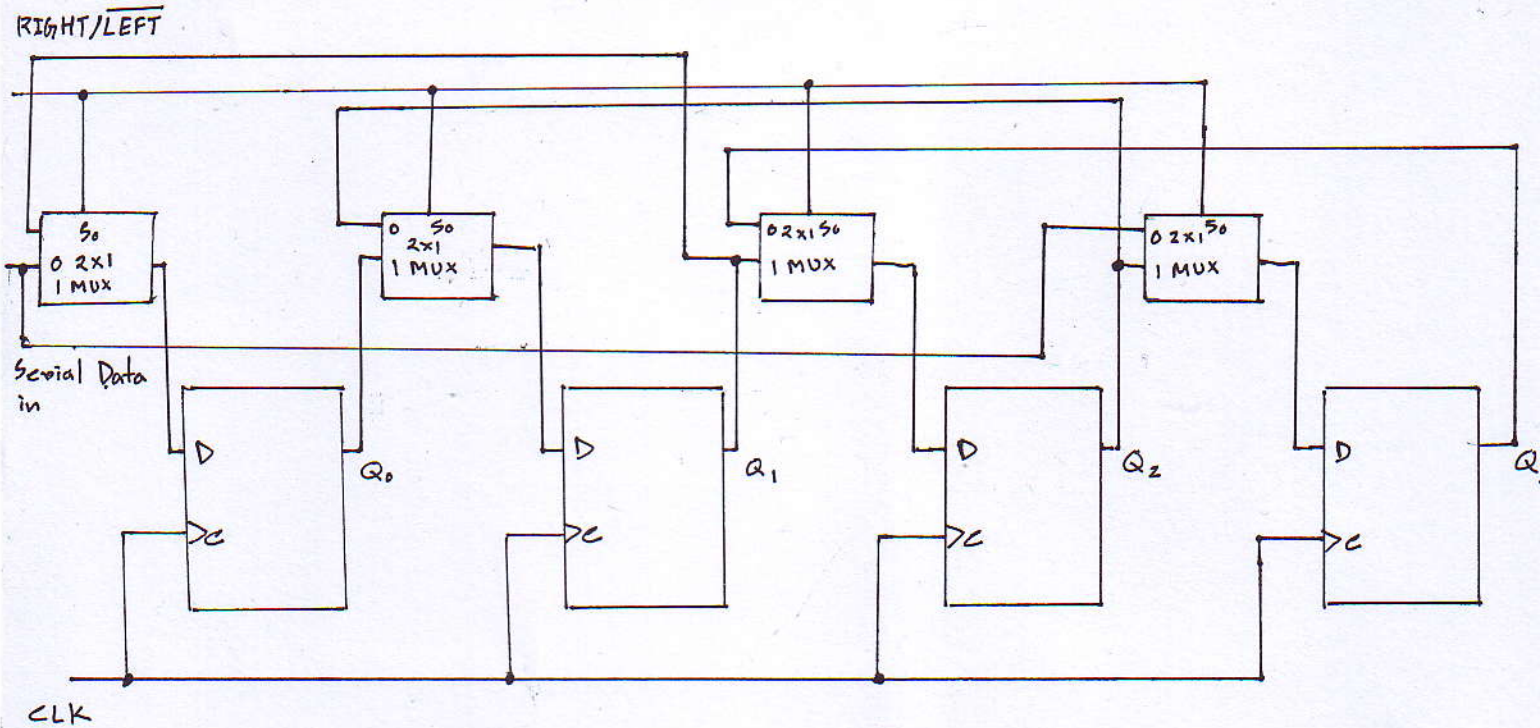 RIGHT/LEFT
S0
0 2x1
1 MUX
0 S0
2x1
1 MUX
0 2x1 S0
1 MUX
0 2x1 S0
1 MUX
Serial Data
in
D
Q0
C
D
Q1
C
D
Q2
C
D
Q
C
CLK